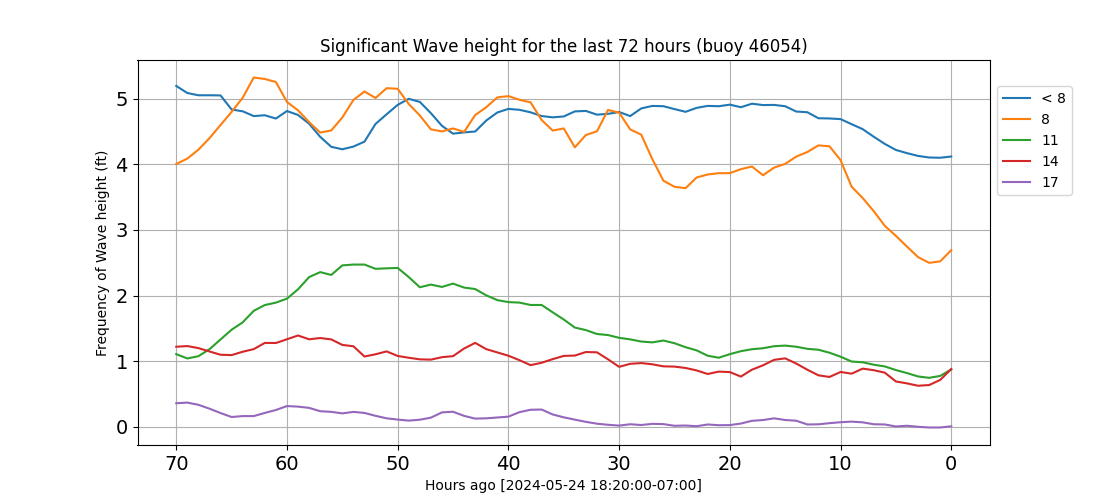 Significant Wave height for the last 72 hours (buoy 46054)
Frequency of Wave height (ft)
5
4
3
2
1
0
70 60 50 40 30 20 10 0
Hours ago [2024-05-24 18:20:00-07:00]
< 8
8
11
14
17